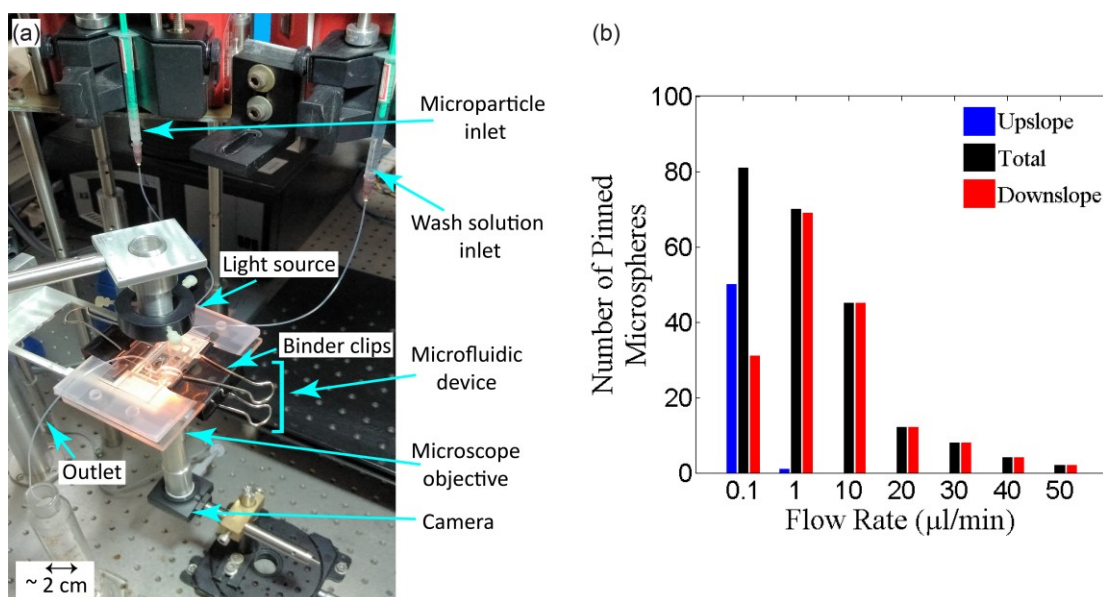 (a)
Microparticle
inlet
Wash solution
inlet
Light source
Binder clips
Microfluidic
device
Outlet
Microscope
objective
Camera
~ 2 cm
(b)
Number of Pinned
Microspheres
100
80
60
40
20
0
Upslope
Total
Downslope
0.1 1 10 20 30 40 50
Flow Rate (μl/min)